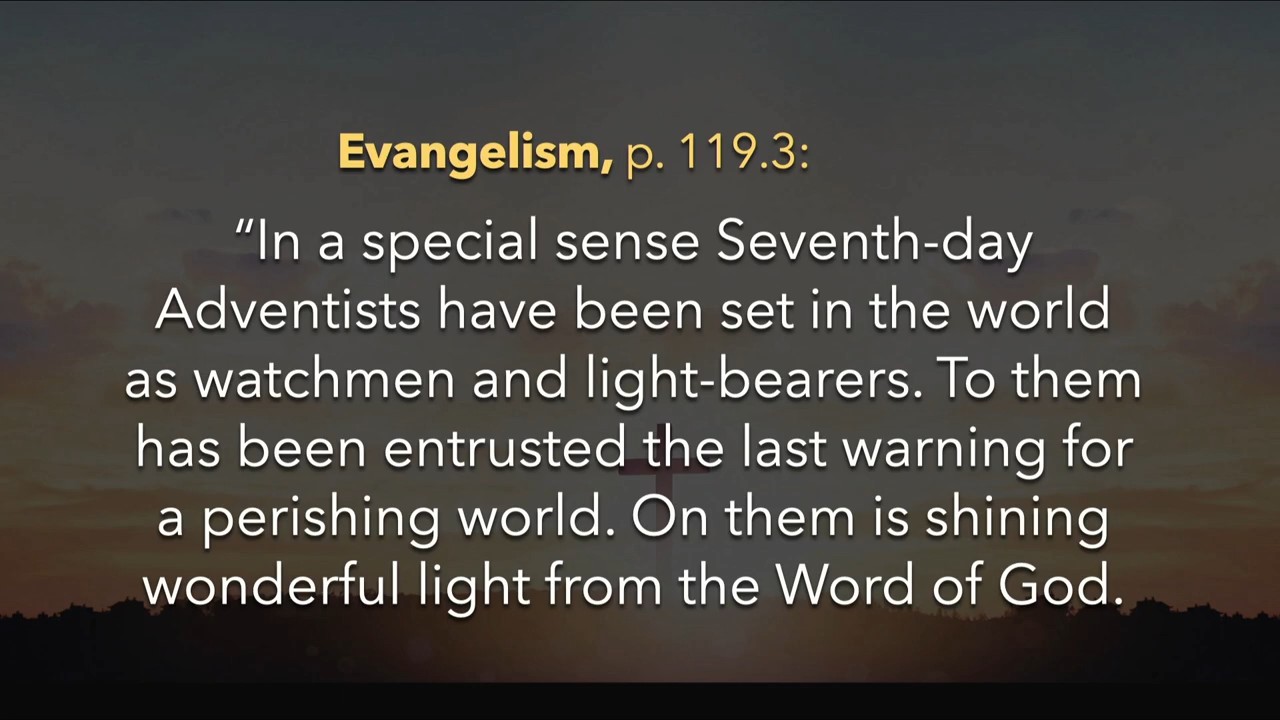 Evangelism, p. 119.3:
“In a special sense Seventh-day
Adventists have been set in the world
as watchmen and light-bearers. To them
has been entrusted the last warning for
a perishing world. On them is shining
wonderful light from the Word of God.